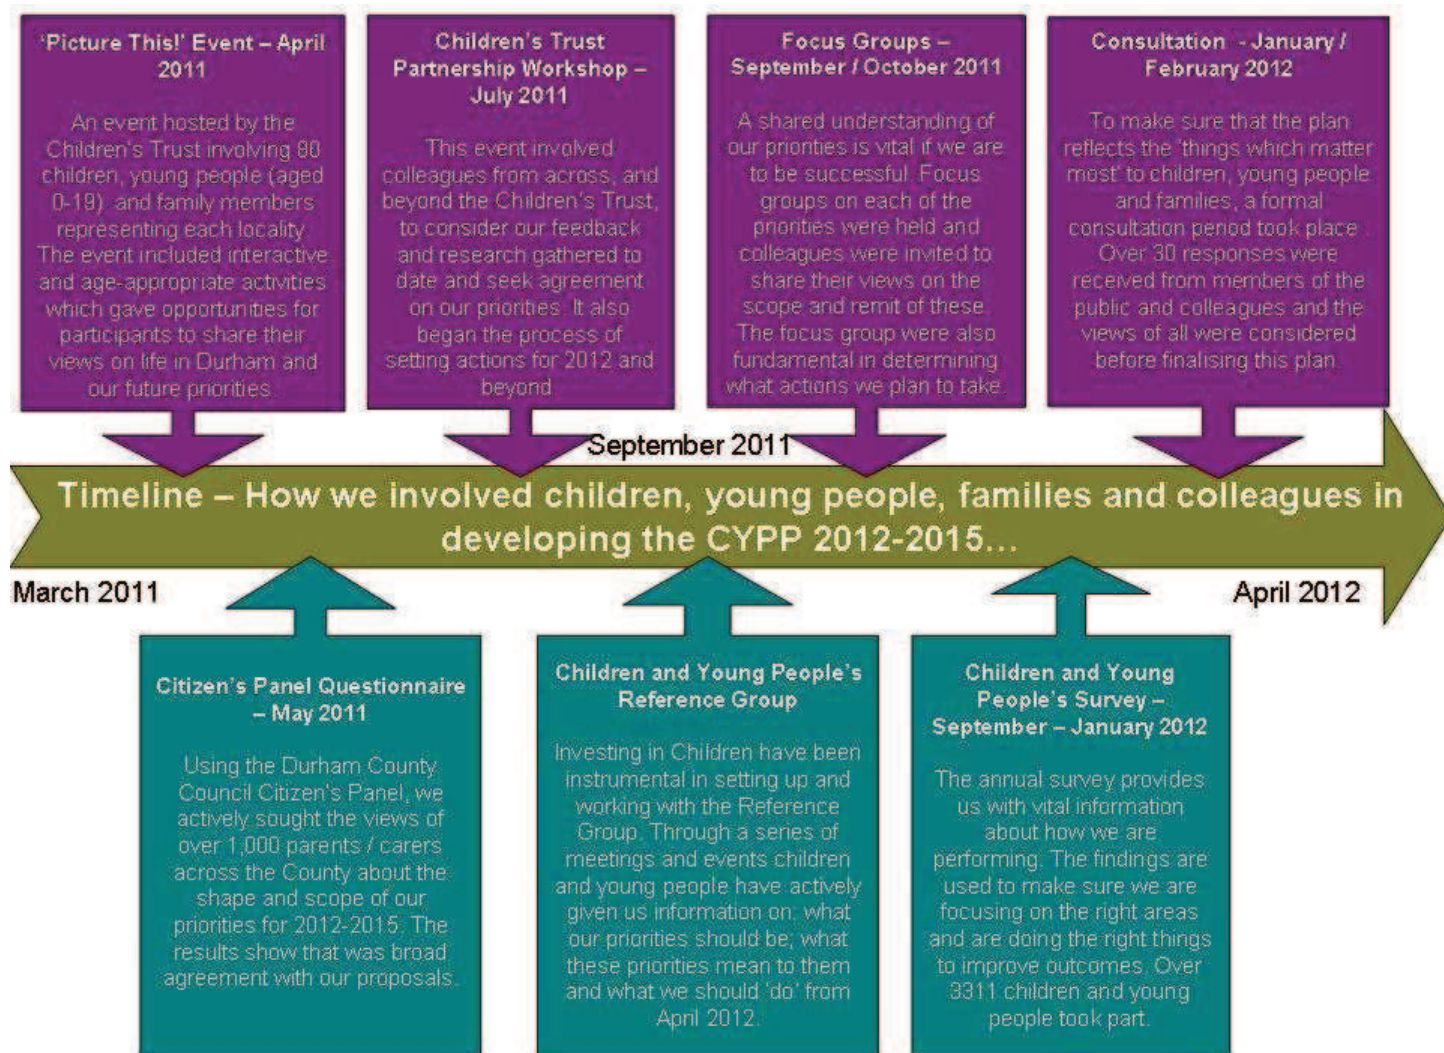 'Picture This!' Event – April
2011
An event hosted by the
Children's Trust involving 80
children, young people (aged
0-19) and family members
representing each locality
The event included interactive
and age-appropriate activities
which gave opportunities for
participants to share their
views on life in Durham and
our future priorities.
Children's Trust
Partnership Workshop –
July 2011
This event involved
colleagues from across, and
beyond the Children's Trust,
to consider our feedback
and research gathered to
date and seek agreement
on our priorities. It also
began the process of
setting actions for 2012 and
beyond
Focus Groups –
September / October 2011
A shared understanding of
our priorities is vital if we are
to be successful. Focus
groups on each of the
priorities were held and
colleagues were invited to
share their views on the
scope and remit of these
The focus group were also
fundamental in determining
what actions we plan to take.
Consultation - January /
February 2012
To make sure that the plan
reflects the 'things which matter
most' to children, young people
and families, a formal
consultation period took place
Over 30 responses were
received from members of the
public and colleagues and the
views of all were considered
before finalising this plan.
September 2011
Timeline – How we involved children, young people, families and colleagues in
developing the CYPP 2012-2015...
March 2011
April 2012
Citizen's Panel Questionnaire
– May 2011
Using the Durham County
Council Citizen's Panel, we
actively sought the views of
over 1,000 parents / carers
across the County about the
shape and scope of our
priorities for 2012-2015. The
results show that was broad
agreement with our proposals.
Children and Young People's
Reference Group
Investing in Children have been
instrumental in setting up and
working with the Reference
Group. Through a series of
meetings and events children
and young people have actively
given us information on: what
our priorities should be; what
these priorities mean to them
and what we should 'do' from
April 2012.
Children and Young
People's Survey –
September – January 2012
The annual survey provides
us with vital information
about how we are
performing. The findings are
used to make sure we are
focusing on the right areas
and are doing the right things
to improve outcomes. Over
3311 children and young
people took part.